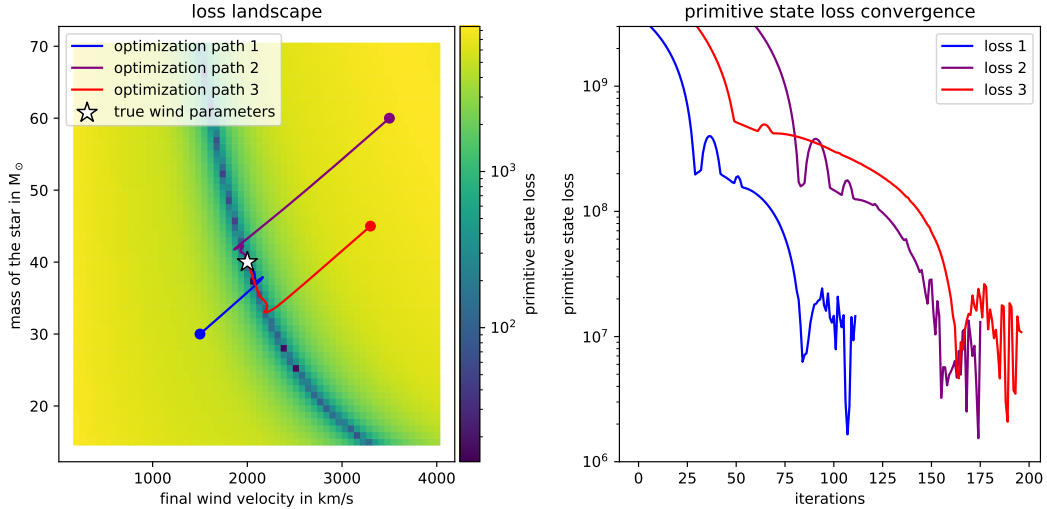 loss landscape
optimization path 1
optimization path 2
optimization path 3
true wind parameters
mass of the star in M⊙
70
60
50
40
30
20
1000
2000
3000
4000
final wind velocity in km/s
10³
10²
primitive state loss
primitive state loss convergence
loss 1
loss 2
loss 3
primitive state loss
10⁹
10⁸
10⁷
10⁶
0
25
50
75
100
125
150
175
200
iterations